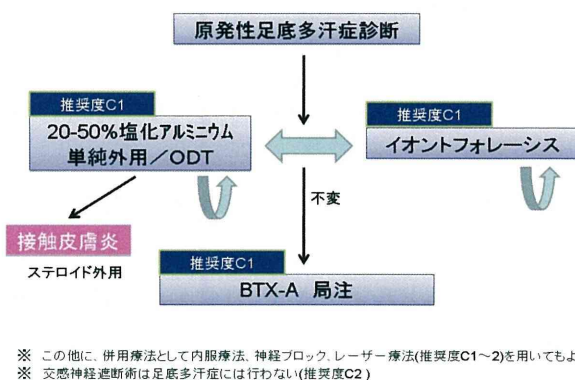 原発性足底多汗症診断
推奨度C1
20-50%塩化アルミニウム
単純外用/ODT
推奨度C1
イオントフォレーシス
不変
接触皮膚炎
ステロイド外用
推奨度C1
BTX-A 局注
※ この他に、併用療法として内服療法、神経ブロック、レーザー療法(推奨度C1～2)を用いてもよ
※ 交感神経遮断術は足底多汗症には行わない(推奨度C2)